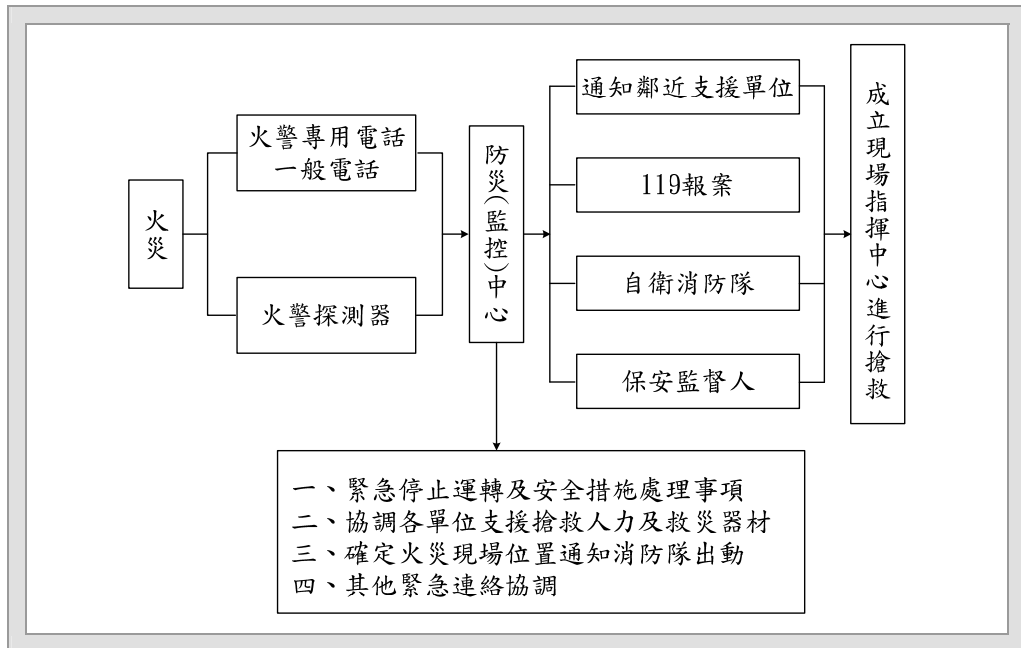 火災
火警專用電話
一般電話
火警探測器
防災(監控)中心
通知鄰近支援單位
119報案
自衛消防隊
保安監督人
成立現場指揮中心進行搶救
一、緊急停止運轉及安全措施處理事項
二、協調各單位支援搶救人力及救災器材
三、確定火災現場位置通知消防隊出動
四、其他緊急連絡協調